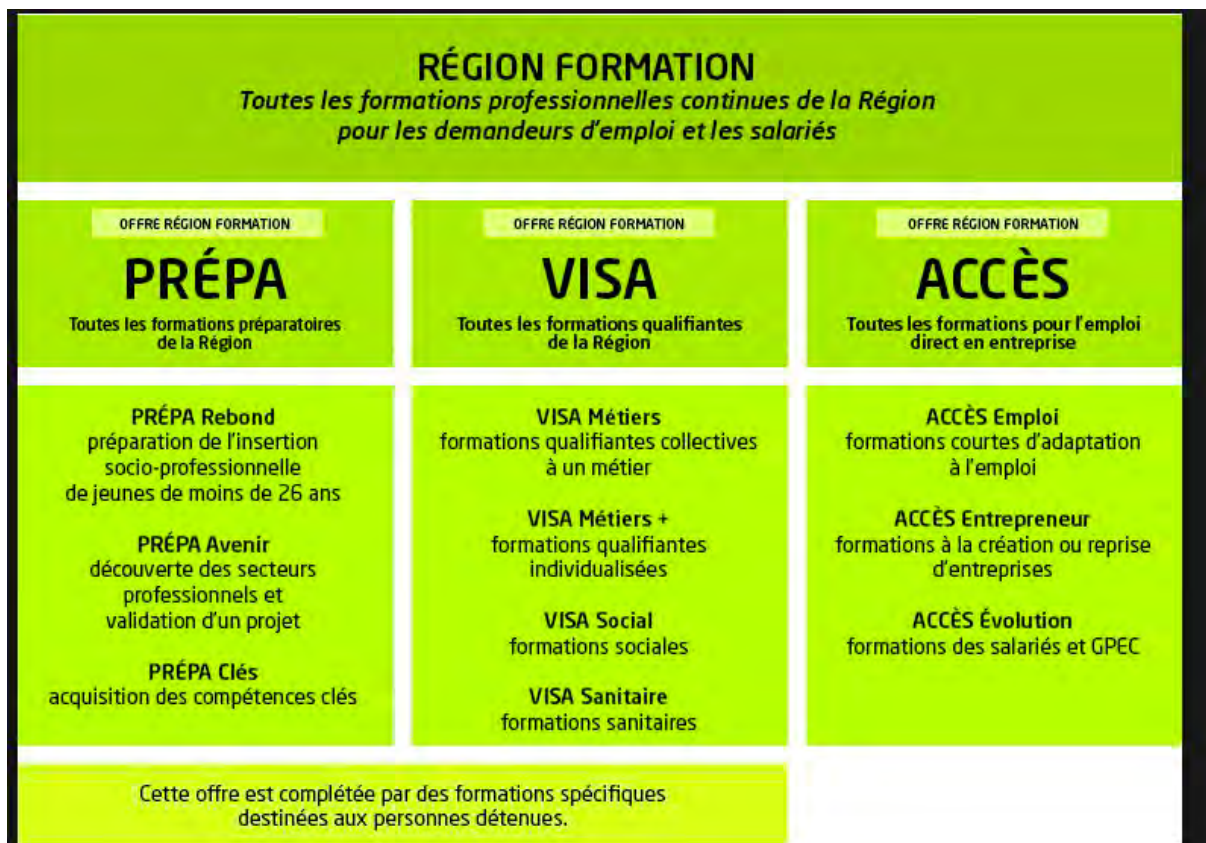 RÉGION FORMATION
Toutes les formations professionnelles continues de la Région
pour les demandeurs d'emploi et les salariés
OFFRE RÉGION FORMATION
PRÉPA
Toutes les formations préparatoires
de la Région
PRÉPA Rebond
préparation de l'insertion
socio-professionnelle
de jeunes de moins de 26 ans
PRÉPA Avenir
découverte des secteurs
professionnels et
validation d'un projet
PRÉPA Clés
acquisition des compétences clés
OFFRE RÉGION FORMATION
VISA
Toutes les formations qualifiantes
de la Région
VISA Métiers
formations qualifiantes collectives
à un métier
VISA Métiers +
formations qualifiantes
individualisées
VISA Social
formations sociales
VISA Sanitaire
formations sanitaires
OFFRE RÉGION FORMATION
ACCÈS
Toutes les formations pour l'emploi
direct en entreprise
ACCÈS Emploi
formations courtes d'adaptation
à l'emploi
ACCÈS Entrepreneur
formations à la création ou reprise
d'entreprises
ACCÈS Évolution
formations des salariés et GPEC
Cette offre est complétée par des formations spécifiques
destinées aux personnes détenues.